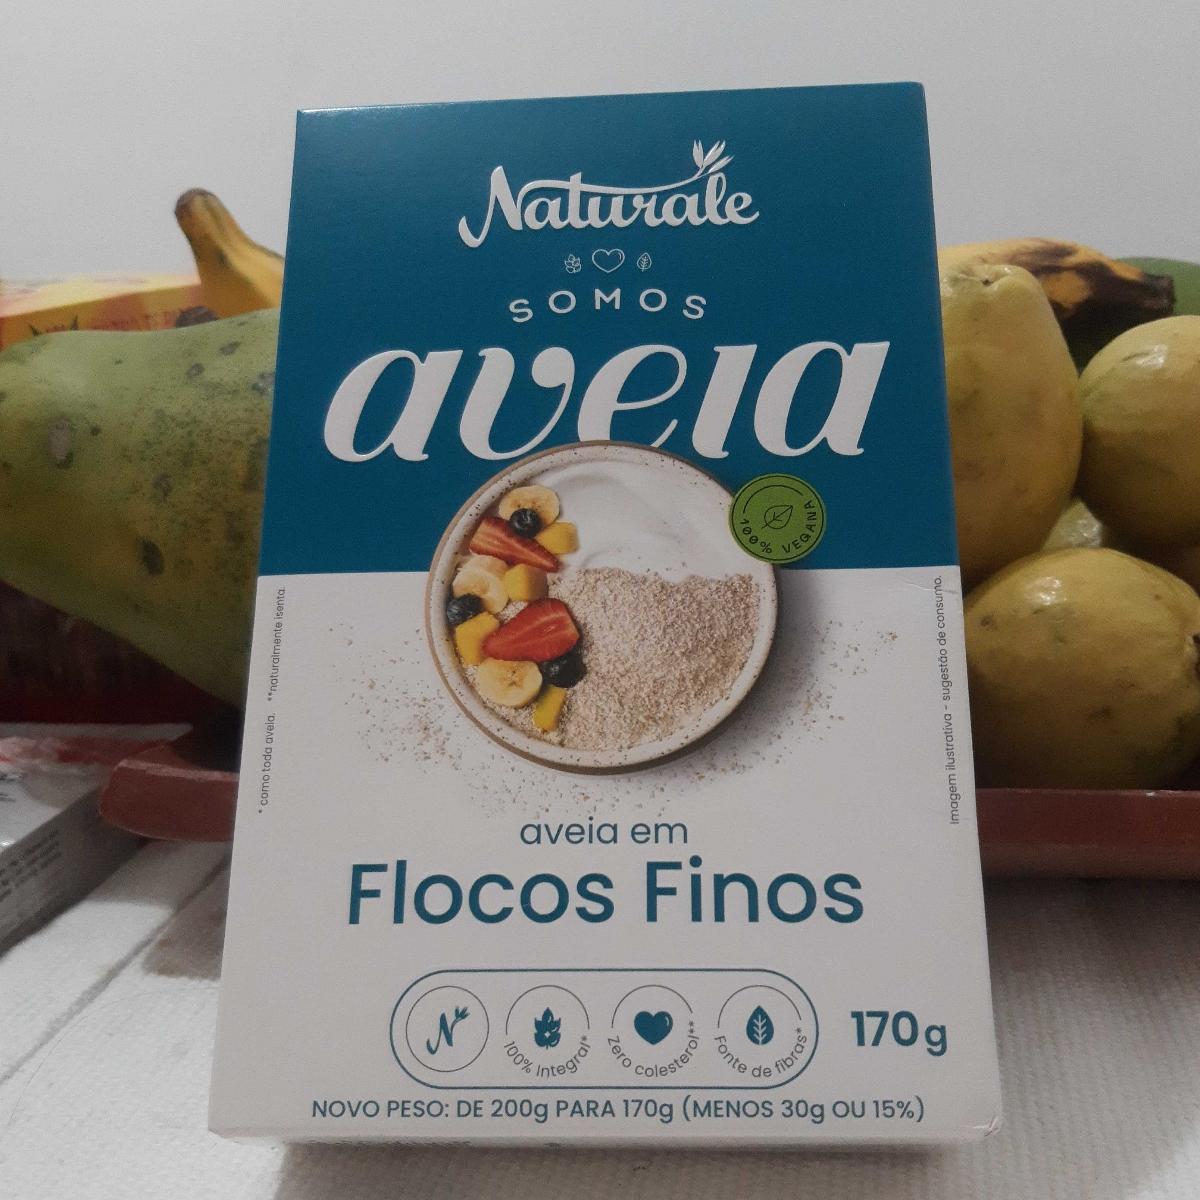 Naturale
SOMOS
aveia
100% VEGANA
* como toda aveia. **naturalmente isenta.
Imagem ilustrativa - sugestão de consumo.
aveia em
Flocos Finos
N
100% Integral*
Zero colesterol**
Fonte de fibras*
170g
NOVO PESO: DE 200g PARA 170g (MENOS 30g OU 15%)